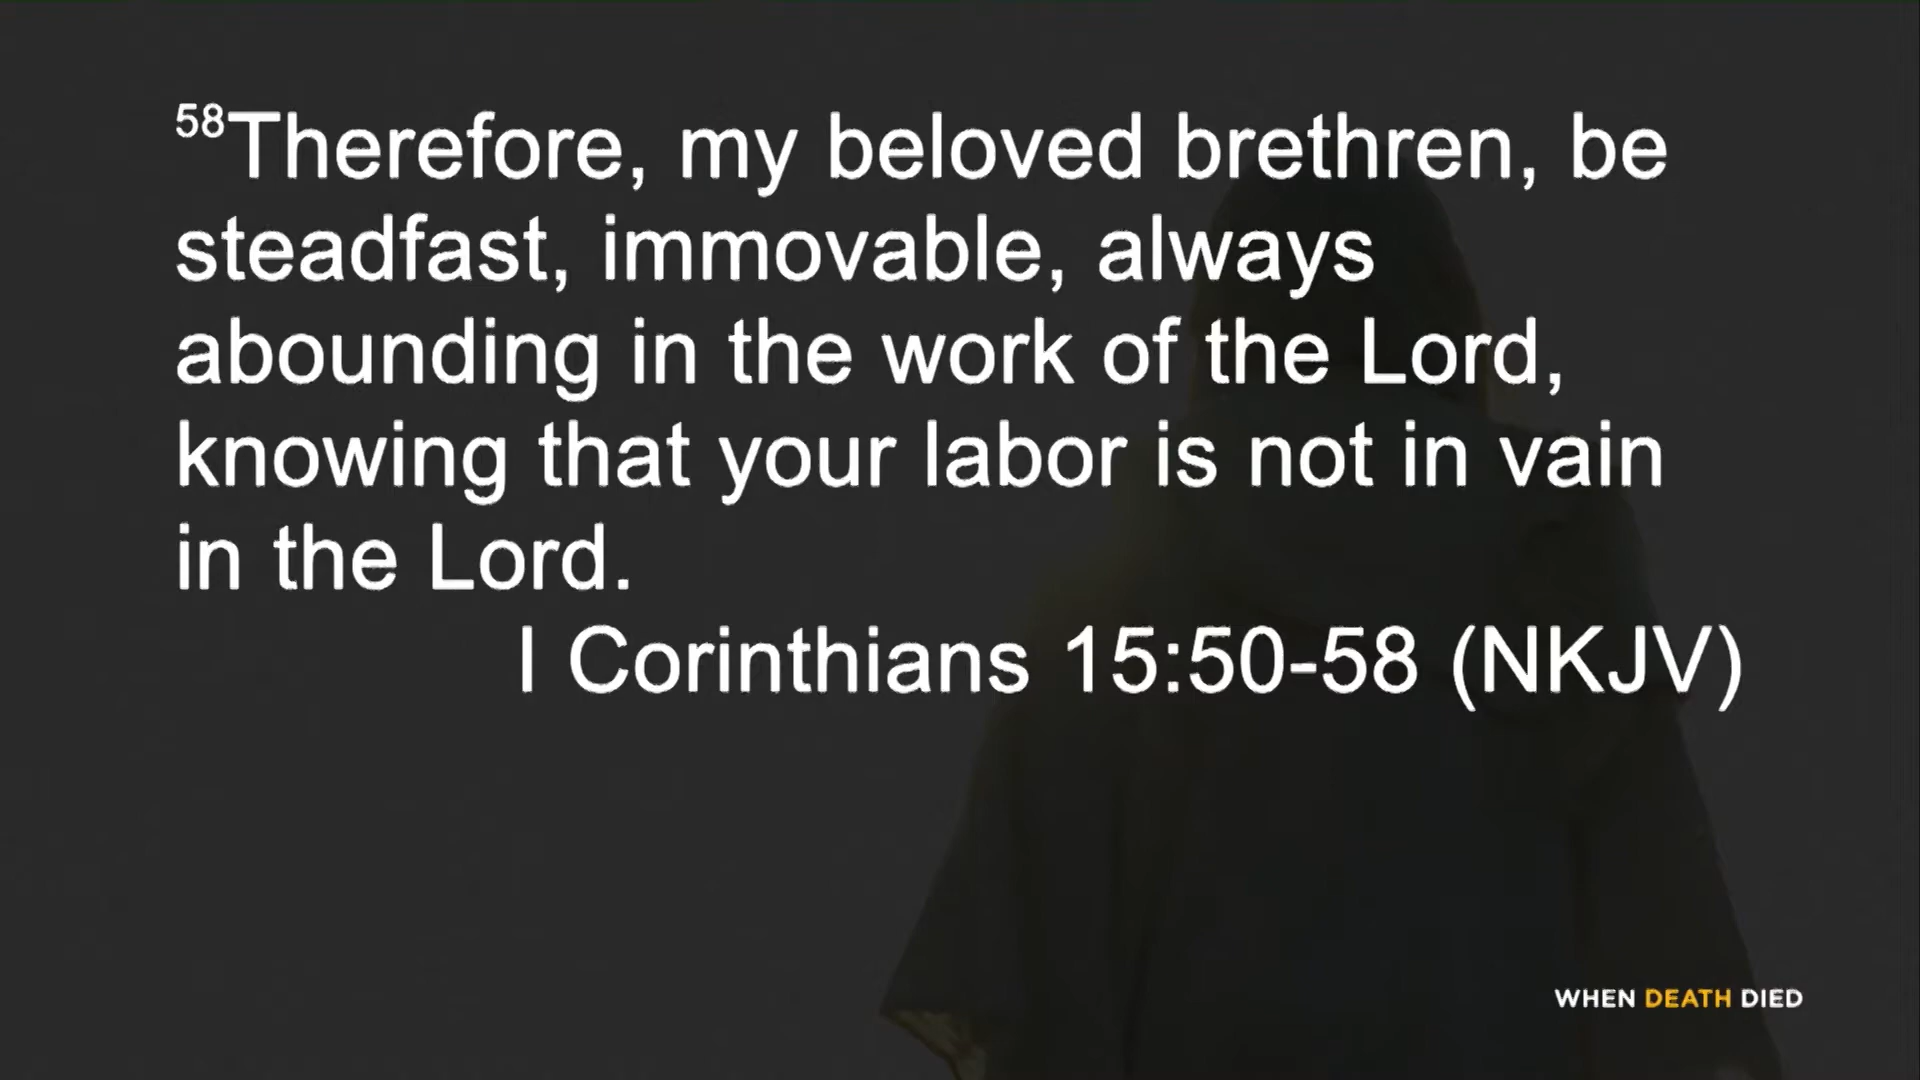 58Therefore, my beloved brethren, be
steadfast, immovable, always
abounding in the work of the Lord,
knowing that your labor is not in vain
in the Lord.
I Corinthians 15:50-58 (NKJV)
WHEN DEATH DIED